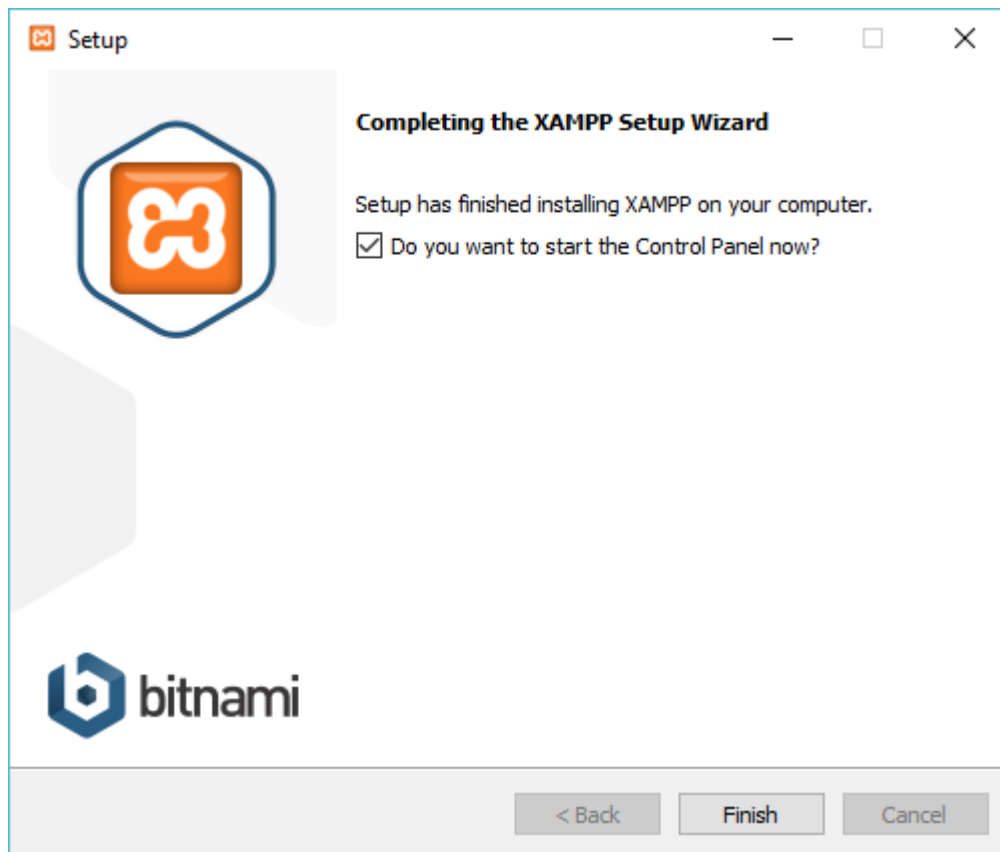 Setup
Completing the XAMPP Setup Wizard
Setup has finished installing XAMPP on your computer.
Do you want to start the Control Panel now?
bitnami
< Back
Finish
Cancel